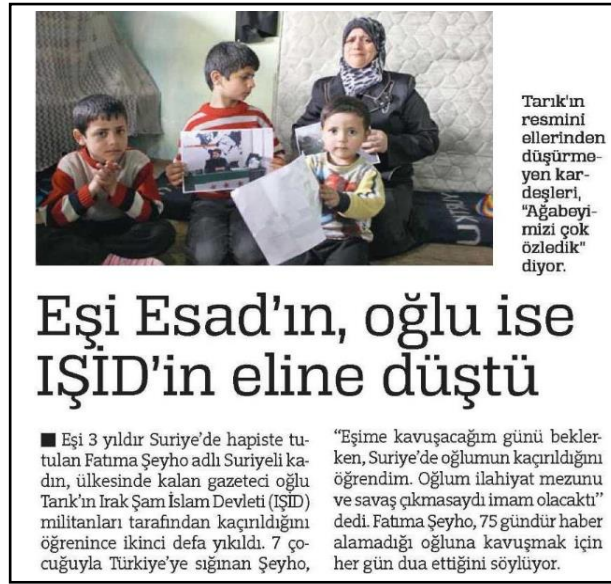 Tarık'ın
resmini
ellerinden
düşürme-
yen kar-
deşleri,
"Ağabeyi-
mizi çok
özledik"
diyor.
Eşi Esad'ın, oğlu ise
IŞİD'in eline düştü
■ Eşi 3 yıldır Suriye'de hapiste tu-
tulan Fatıma Şeyho adlı Suriyeli ka-
dın, ülkesinde kalan gazeteci oğlu
Tarık'ın Irak Şam İslam Devleti (IŞİD)
militanları tarafından kaçırıldığını
öğrenince ikinci defa yıkıldı. 7 ço-
cuğuyla Türkiye'ye sığınan Şeyho,
"Eşime kavuşacağım günü bekler-
ken, Suriye'de oğlumun kaçırıldığını
öğrendim. Oğlum ilahiyat mezunu
ve savaş çıkmasaydı imam olacaktı"
dedi. Fatıma Şeyho, 75 gündür haber
alamadığı oğluna kavuşmak için
her gün dua ettiğini söylüyor.